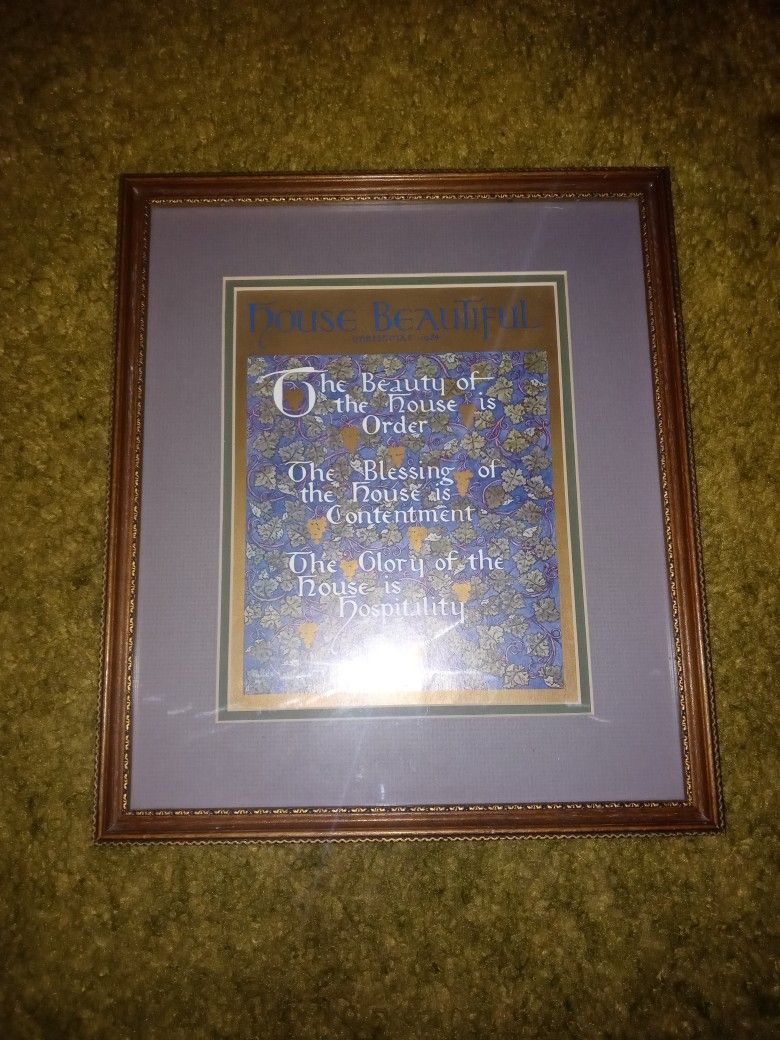 House Beautiful
1924
The Beauty of
the House is
Order
The Blessing of
the House is
Contentment
The Glory of the
House is
Hospitality